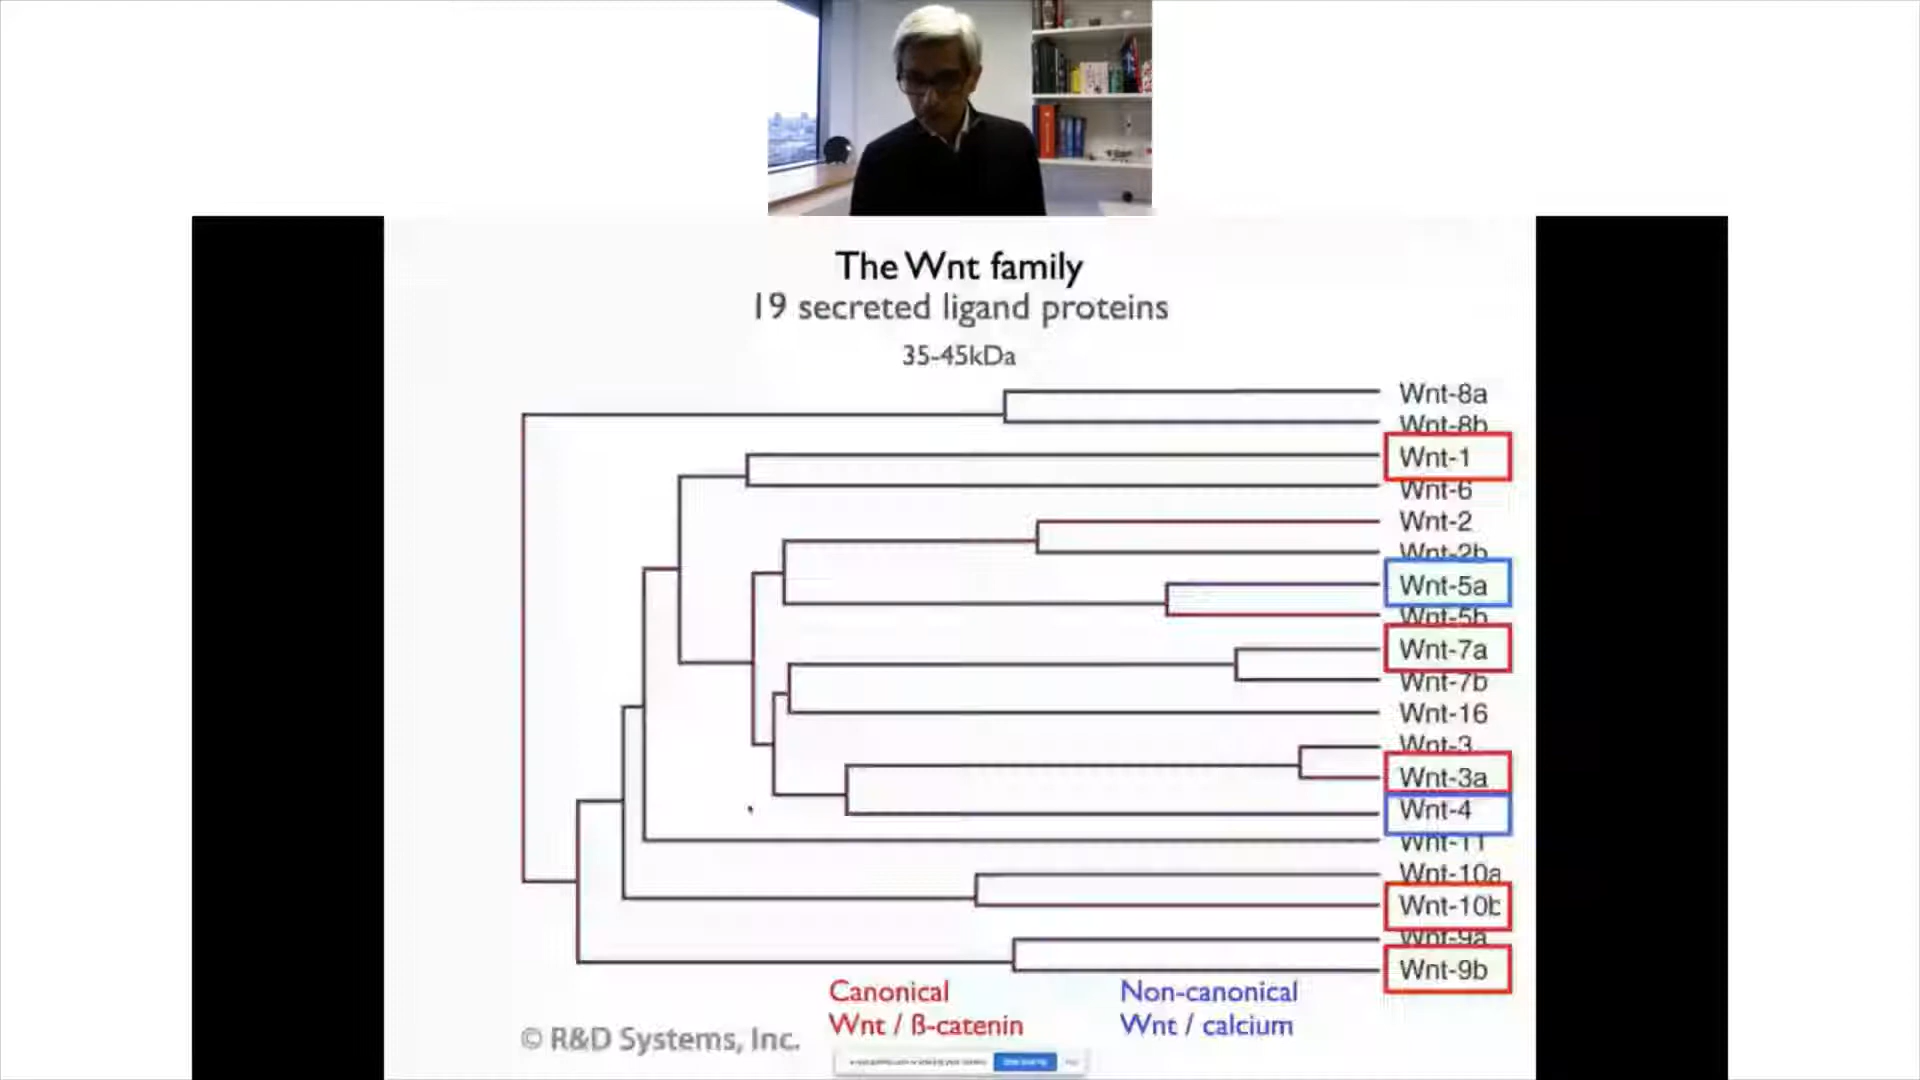 The Wnt family
19 secreted ligand proteins
35-45kDa
Wnt-8a
Wnt-8b
Wnt-1
Wnt-6
Wnt-2
Wnt-2b
Wnt-5a
Wnt-5b
Wnt-7a
Wnt-7b
Wnt-16
Wnt-3
Wnt-3a
Wnt-4
Wnt-11
Wnt-10a
Wnt-10b
Wnt-9a
Wnt-9b
Canonical
Wnt / ß-catenin
Non-canonical
Wnt / calcium
© R&D Systems, Inc.